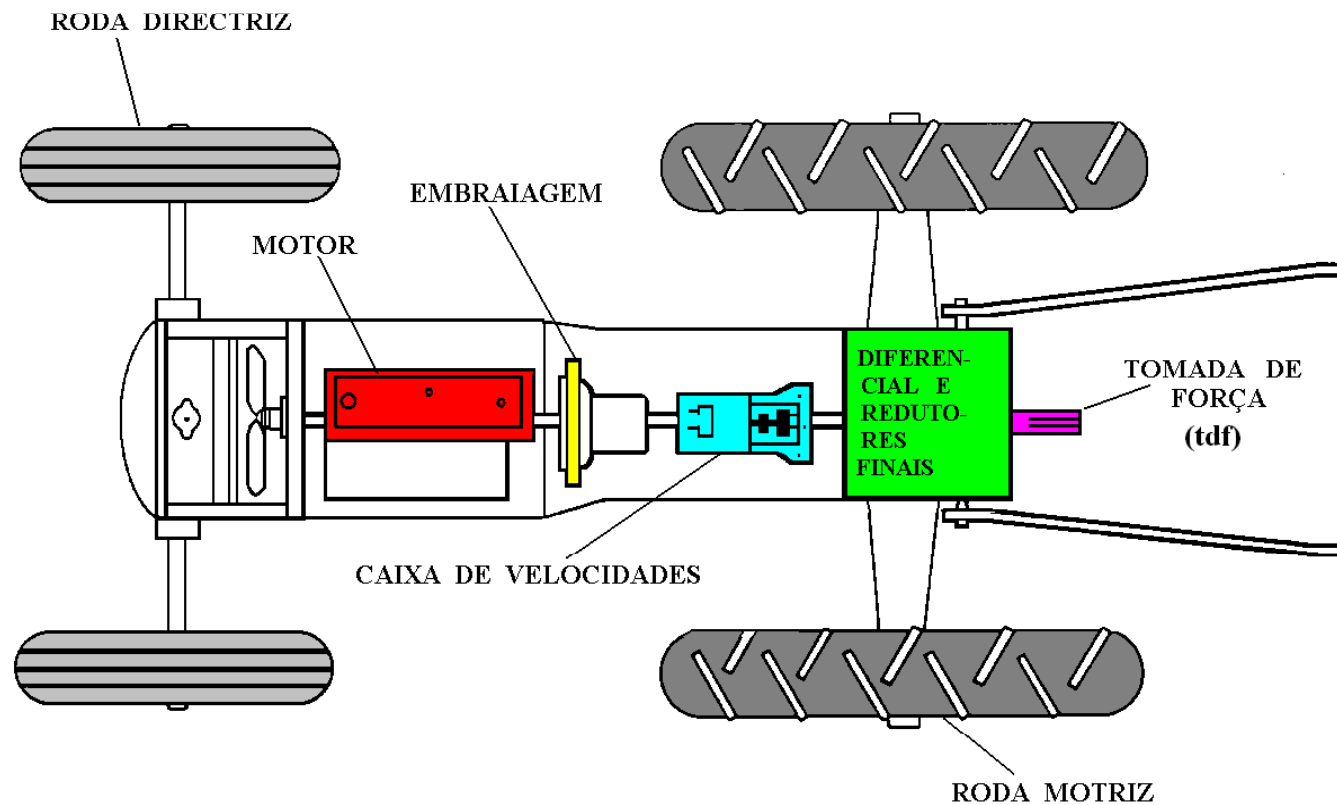 RODA DIRECTRIZ
EMBRAIAGEM
MOTOR
DIFEREN-
CIAL E
REDUTO-
RES
FINAIS
TOMADA DE
FORÇA
(tdf)
CAIXA DE VELOCIDADES
RODA MOTRIZ